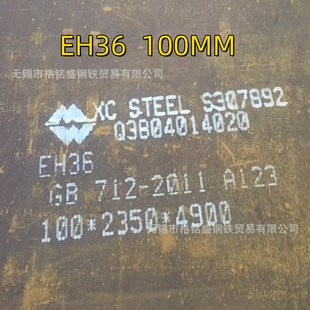 EH36 100MM
无锡市格铭盛钢铁贸易有限公司
XC STEEL S307892
Q3B04014020
EH36
GB 712-2011 A123
100*2350*4900
无锡市格铭盛钢铁贸易有限公司